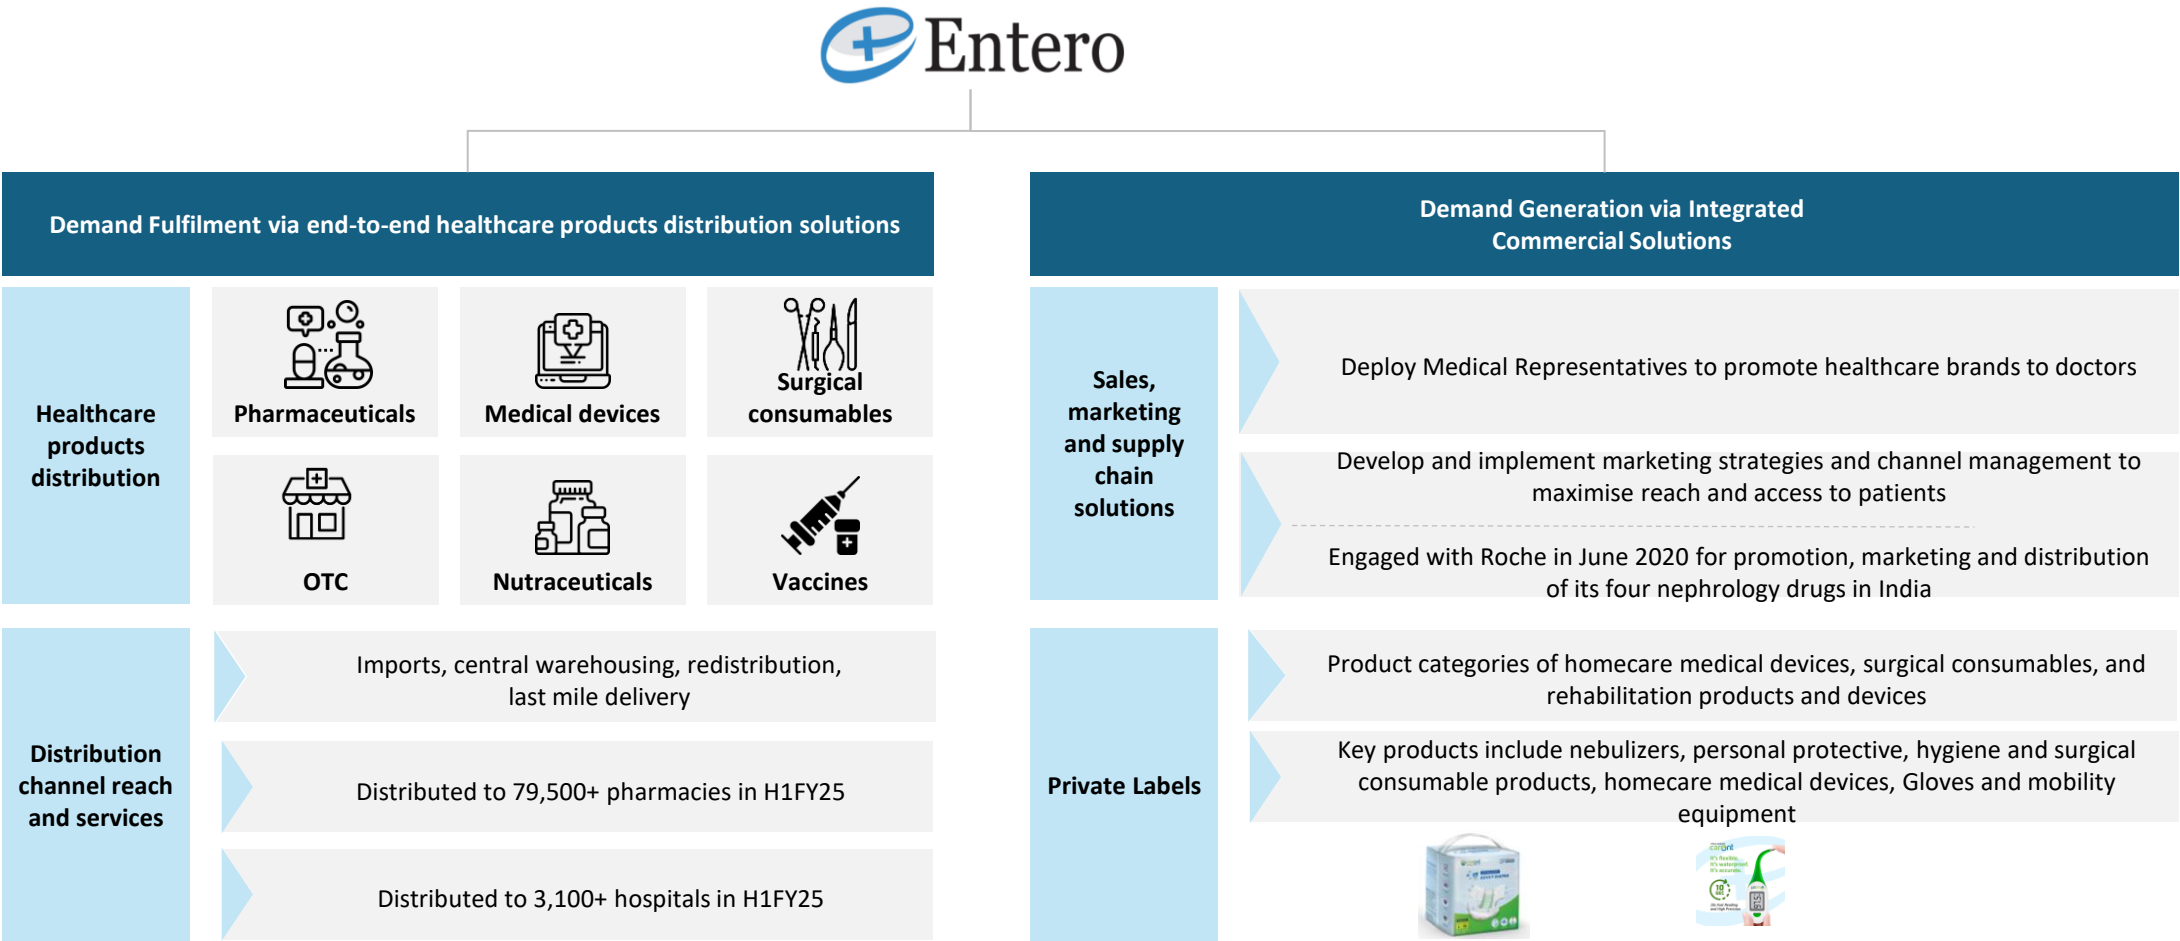 Entero
Demand Fulfilment via end-to-end healthcare products distribution solutions
Healthcare
products
distribution
Pharmaceuticals
Medical devices
Surgical
consumables
OTC
Nutraceuticals
Vaccines
Distribution
channel reach
and services
Imports, central warehousing, redistribution,
last mile delivery
Distributed to 79,500+ pharmacies in H1FY25
Distributed to 3,100+ hospitals in H1FY25
Demand Generation via Integrated
Commercial Solutions
Sales,
marketing
and supply
chain
solutions
Deploy Medical Representatives to promote healthcare brands to doctors
Develop and implement marketing strategies and channel management to
maximise reach and access to patients
Engaged with Roche in June 2020 for promotion, marketing and distribution
of its four nephrology drugs in India
Private Labels
Product categories of homecare medical devices, surgical consumables, and
rehabilitation products and devices
Key products include nebulizers, personal protective, hygiene and surgical
consumable products, homecare medical devices, Gloves and mobility
equipment
It's flexible.
It's waterproof.
It's accurate.
10